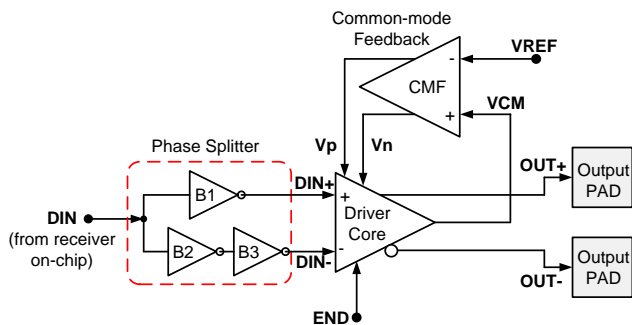 Common-mode
Feedback
VREF
-
CMF
+
VCM
Phase Splitter
Vp
Vn
OUT+
Output
PAD
B1
DIN+
+
DIN
(from receiver
on-chip)
Driver
Core
B2
B3
-
DIN-
OUT-
Output
PAD
END